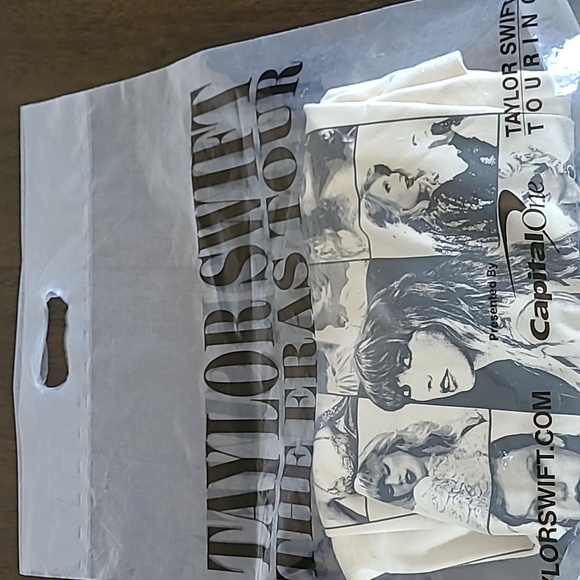 TAYLOR SWIFT
THE ERAS TOUR
Presented By
CapitalOne
TAYLOR SWIFT
TOURING
LORSWIFT.COM